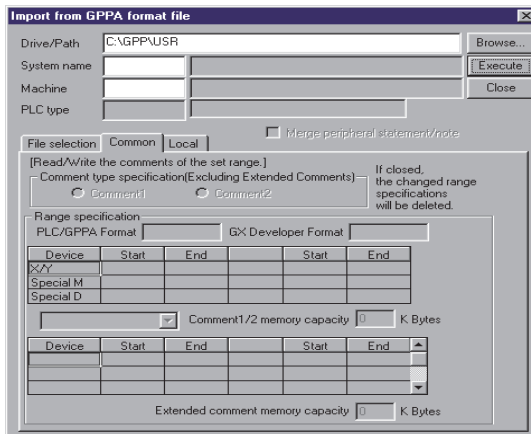 Import from GPPA format file
Drive/Path C:\GPP\USR Browse...
System name Execute
Machine Close
PLC type
Merge peripheral statement/note
File selection Common Local
[Read/Write the comments of the set range.]
Comment type specification(Excluding Extended Comments)
Comment1 Comment2
If closed,
the changed range
specifications
will be deleted.
Range specification
PLC/GPPA Format GX Developer Format
Device Start End Start End
X/Y
Special M
Special D
Comment1/2 memory capacity 0 K Bytes
Device Start End Start End
Extended comment memory capacity 0 K Bytes